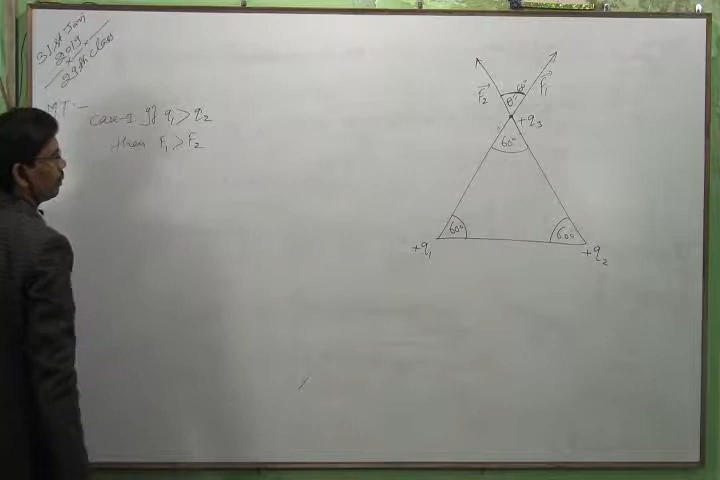 31st Jan
2019
29th Class
MT:-
case-I If q₁ > q₂
then F₁ > F₂
F₂
θ=60°
F₁
+q₃
60°
60°
60°
+q₁
+q₂